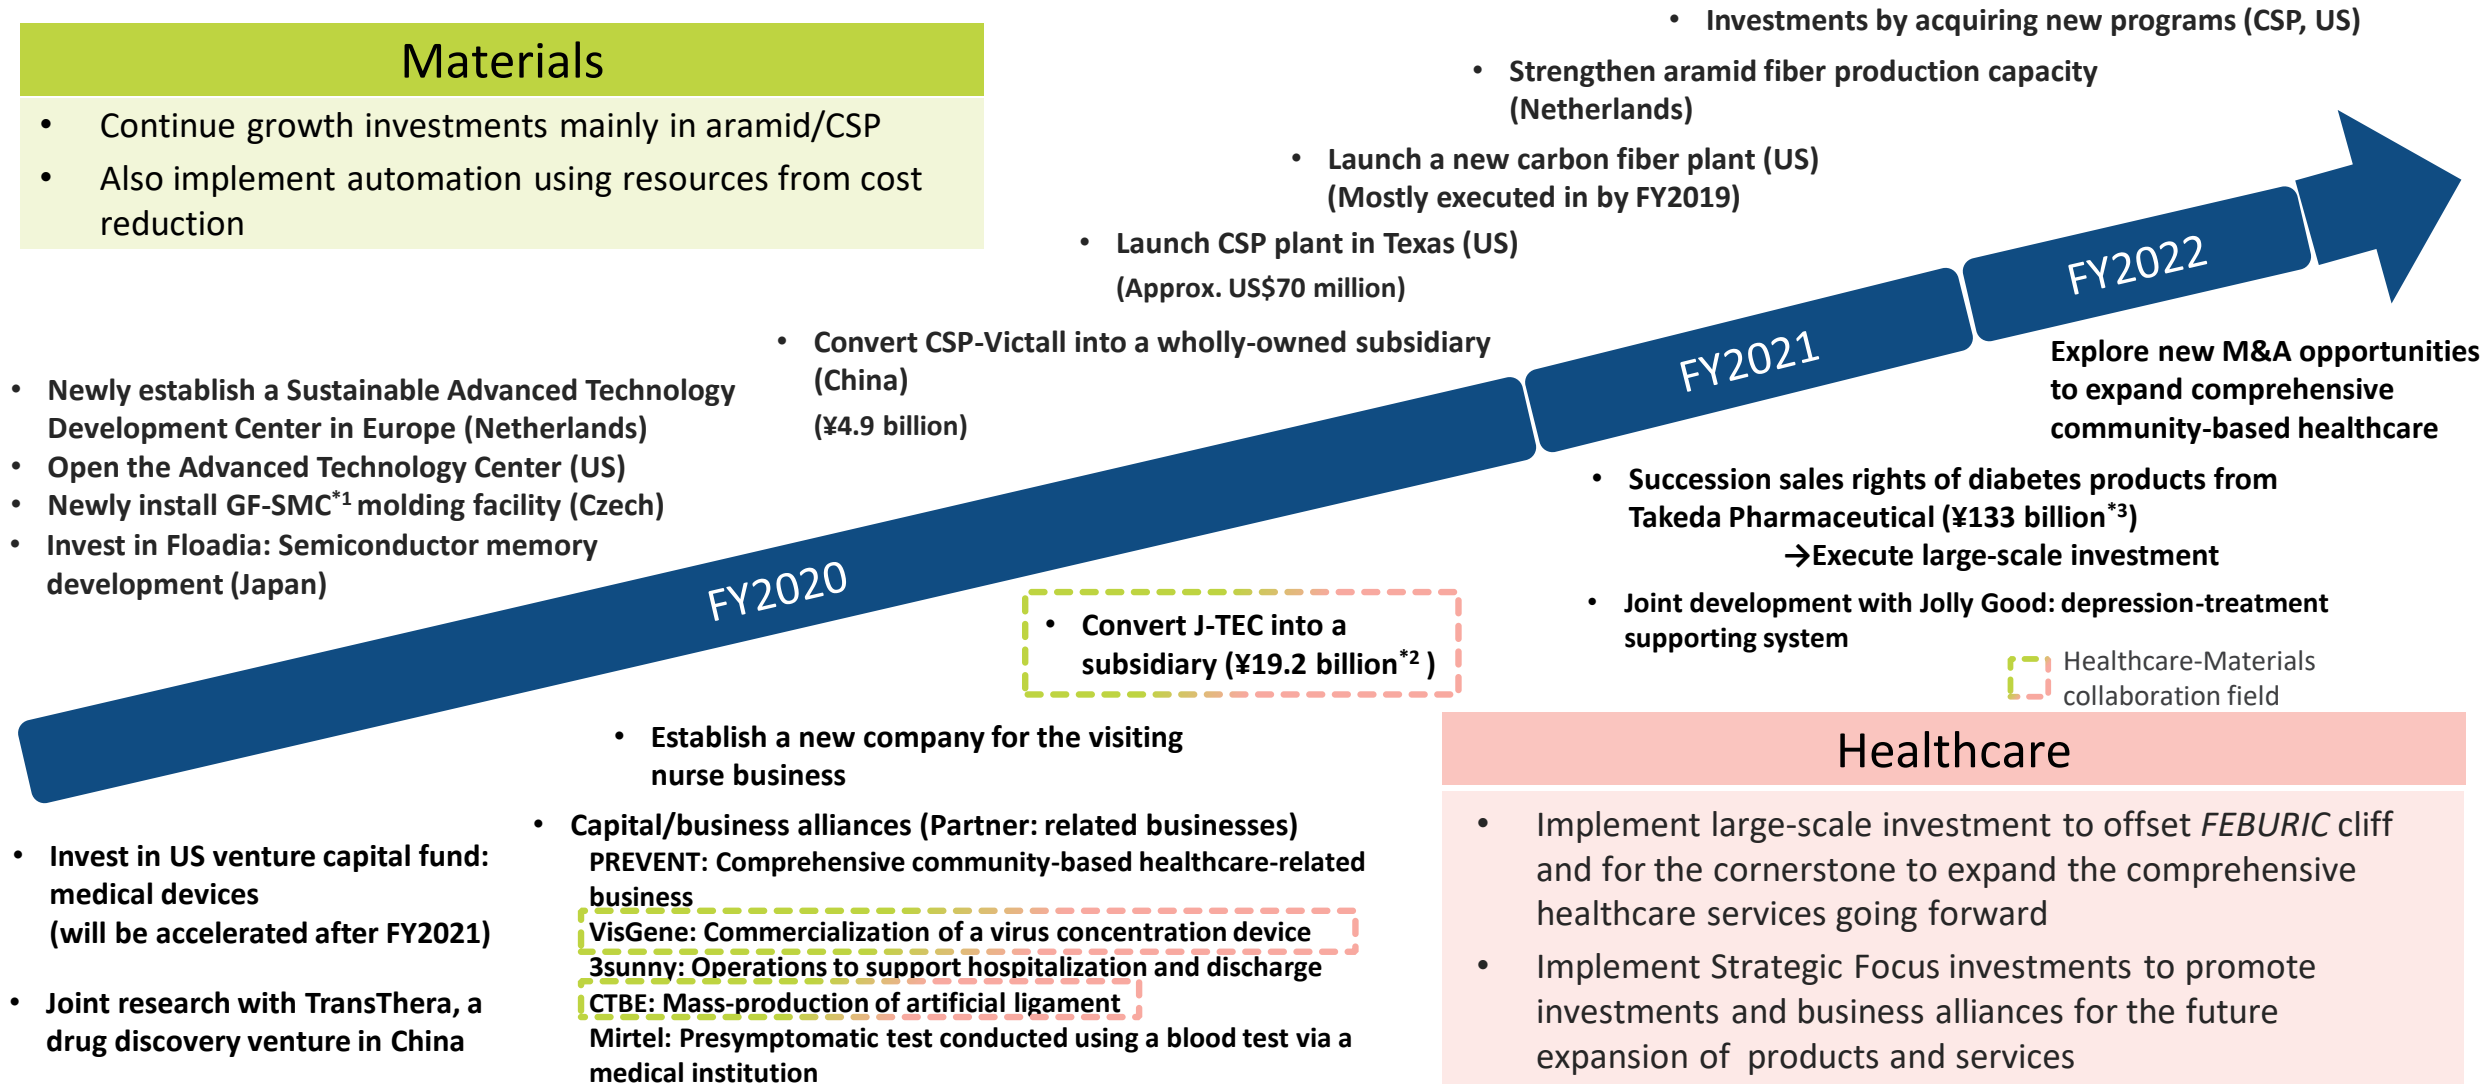 Materials
• Continue growth investments mainly in aramid/CSP
• Also implement automation using resources from cost
reduction
• Investments by acquiring new programs (CSP, US)
• Strengthen aramid fiber production capacity
(Netherlands)
• Launch a new carbon fiber plant (US)
(Mostly executed in by FY2019)
• Launch CSP plant in Texas (US)
(Approx. US$70 million)
• Convert CSP-Victall into a wholly-owned subsidiary
(China)
(¥4.9 billion)
• Newly establish a Sustainable Advanced Technology
Development Center in Europe (Netherlands)
• Open the Advanced Technology Center (US)
• Newly install GF-SMC*1 molding facility (Czech)
• Invest in Floadia: Semiconductor memory
development (Japan)
FY2020
FY2021
FY2022
Explore new M&A opportunities
to expand comprehensive
community-based healthcare
• Succession sales rights of diabetes products from
Takeda Pharmaceutical (¥133 billion*3)
→Execute large-scale investment
• Joint development with Jolly Good: depression-treatment
supporting system
Healthcare-Materials
collaboration field
• Convert J-TEC into a
subsidiary (¥19.2 billion*2 )
• Establish a new company for the visiting
nurse business
• Capital/business alliances (Partner: related businesses)
PREVENT: Comprehensive community-based healthcare-related
business
VisGene: Commercialization of a virus concentration device
3sunny: Operations to support hospitalization and discharge
CTBE: Mass-production of artificial ligament
Mirtel: Presymptomatic test conducted using a blood test via a
medical institution
• Invest in US venture capital fund:
medical devices
(will be accelerated after FY2021)
• Joint research with TransThera, a
drug discovery venture in China
Healthcare
• Implement large-scale investment to offset FEBURIC cliff
and for the cornerstone to expand the comprehensive
healthcare services going forward
• Implement Strategic Focus investments to promote
investments and business alliances for the future
expansion of products and services